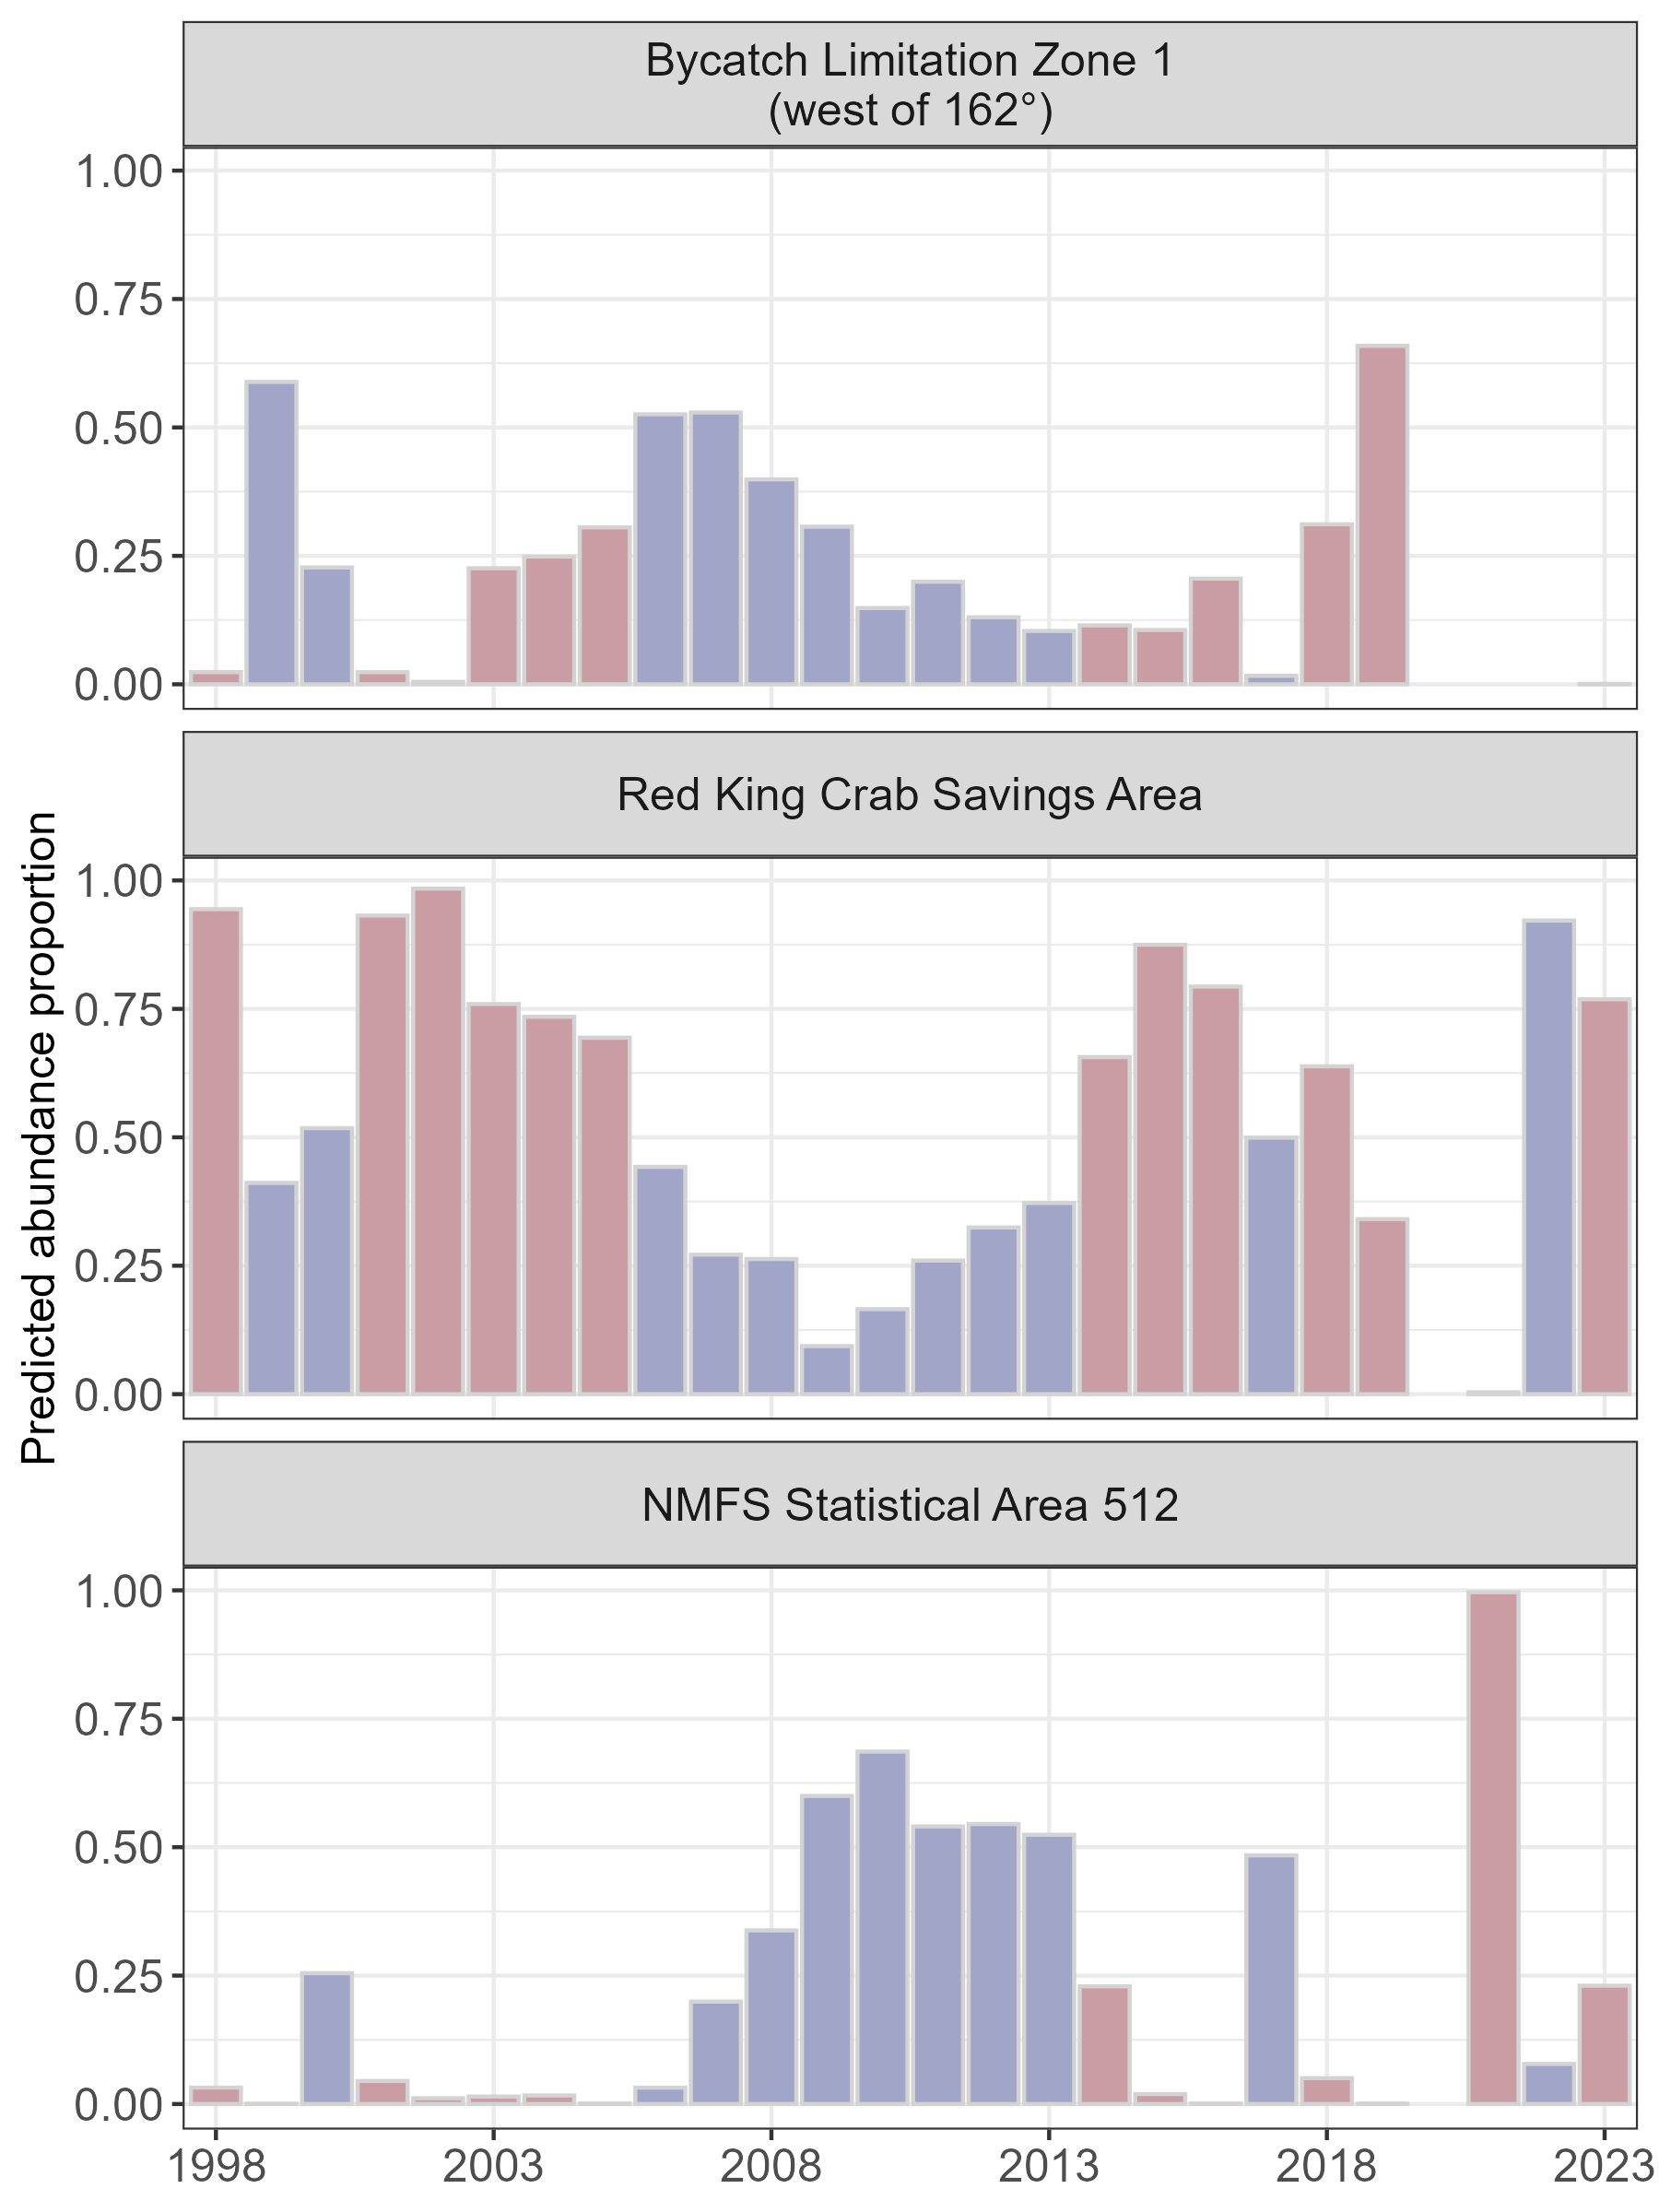 Bycatch Limitation Zone 1
(west of 162°)
1.00
0.75
0.50
0.25
0.00
Red King Crab Savings Area
Predicted abundance proportion
1.00
0.75
0.50
0.25
0.00
NMFS Statistical Area 512
1.00
0.75
0.50
0.25
0.00
1998 2003 2008 2013 2018 2023